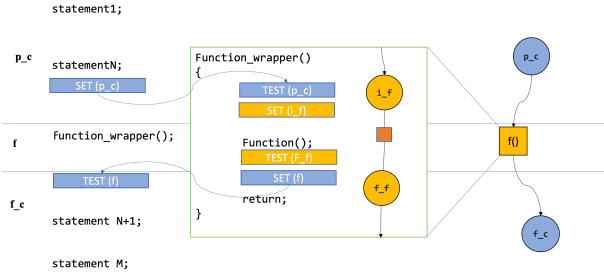 statement1;
p_c
statementN;
SET (p_c)
Function_wrapper()
{
TEST (p_c)
SET (i_f)
i_f
p_c
f
Function_wrapper();
Function();
TEST (F_f)
f()
TEST (f)
SET (f)
f_f
f_c
return;
statement N+1;
}
f_c
statement M;